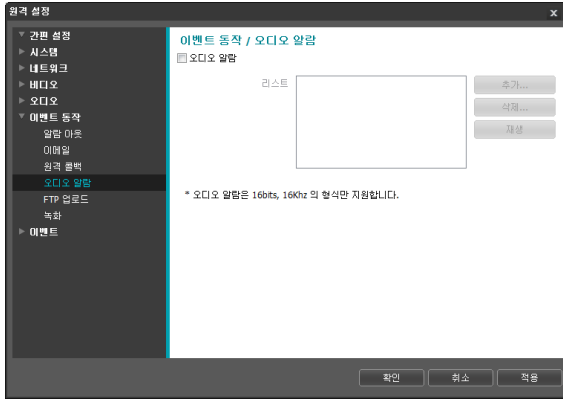 원격 설정
x
간편 설정
시스템
네트워크
비디오
오디오
이벤트 동작
알람 아웃
이메일
원격 콜백
오디오 알람
FTP 업로드
녹화
이벤트
이벤트 동작 / 오디오 알람
오디오 알람
리스트
추가...
삭제...
재생
* 오디오 알람은 16bits, 16Khz 의 형식만 지원합니다.
확인
취소
적용